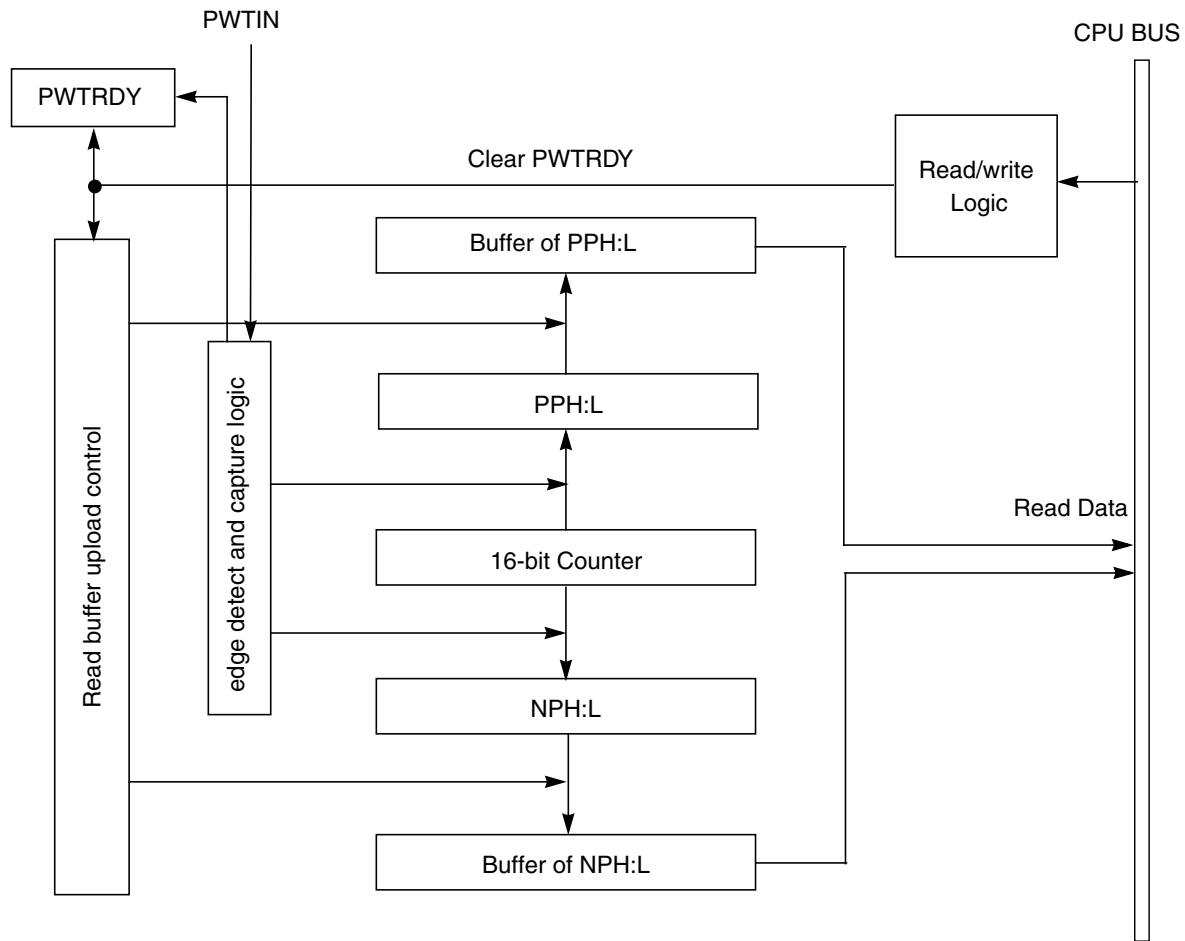 PWTIN
CPU BUS
PWTRDY
Clear PWTRDY
Read/write
Logic
Buffer of PPH:L
PPH:L
Read Data
16-bit Counter
NPH:L
Buffer of NPH:L
Read buffer upload control
edge detect and capture logic